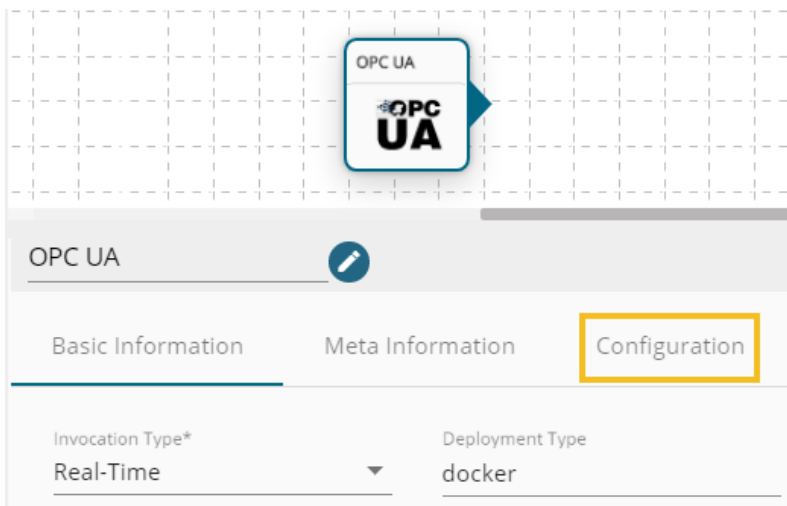 OPC UA
OPC
UA
OPC UA
Basic Information
Meta Information
Configuration
Invocation Type*
Deployment Type
Real-Time
docker